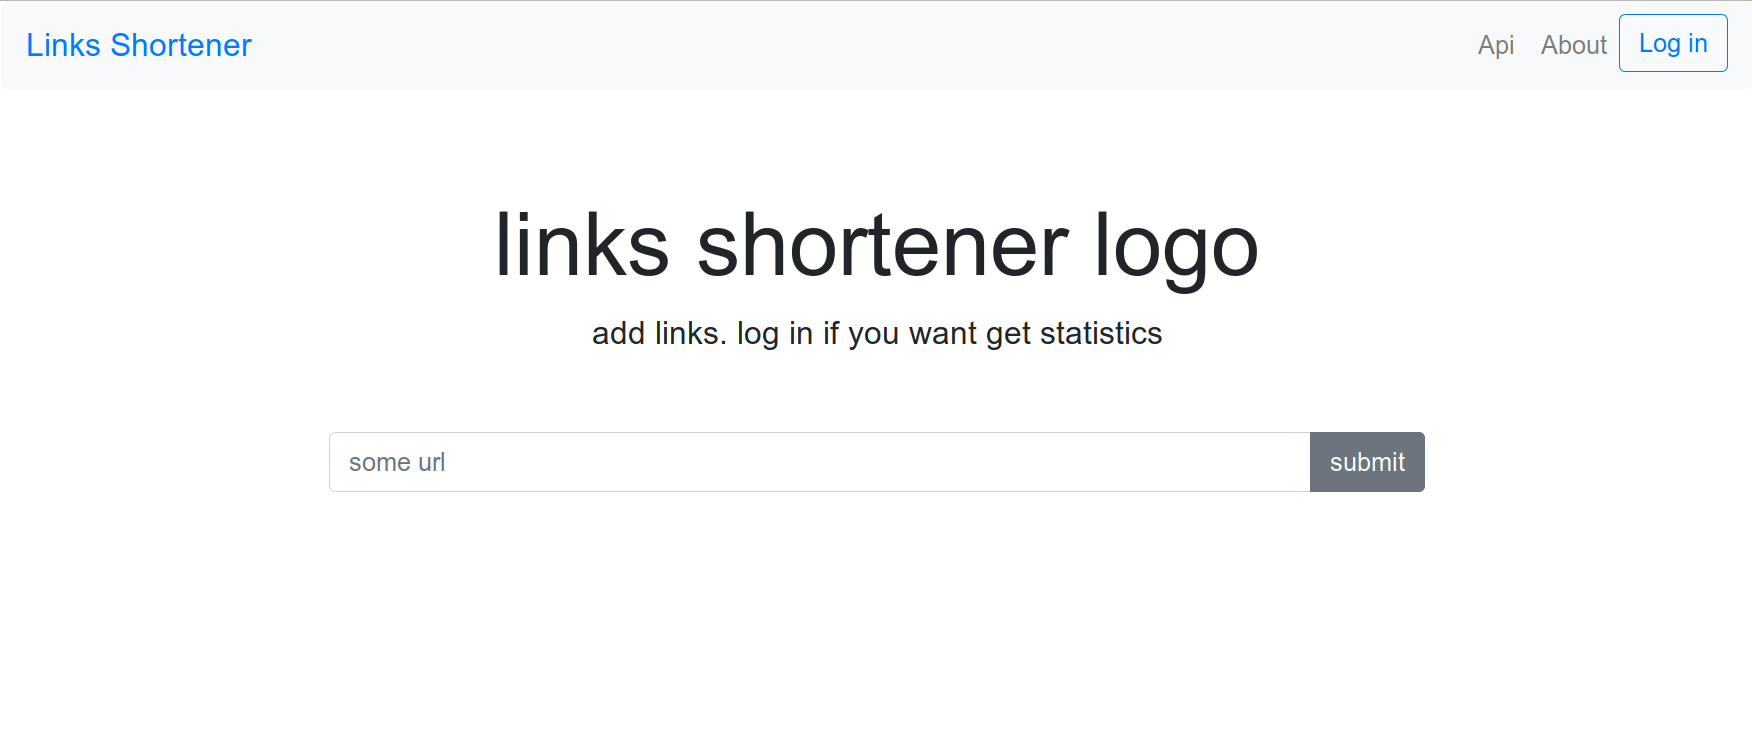 Links Shortener Api About Log in
links shortener logo
add links. log in if you want get statistics
some url submit